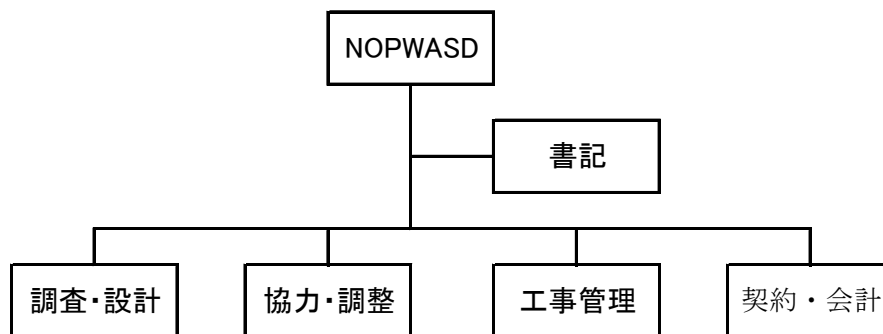 NOPWASD
書記
調査・設計
協力・調整
工事管理
契約・会計